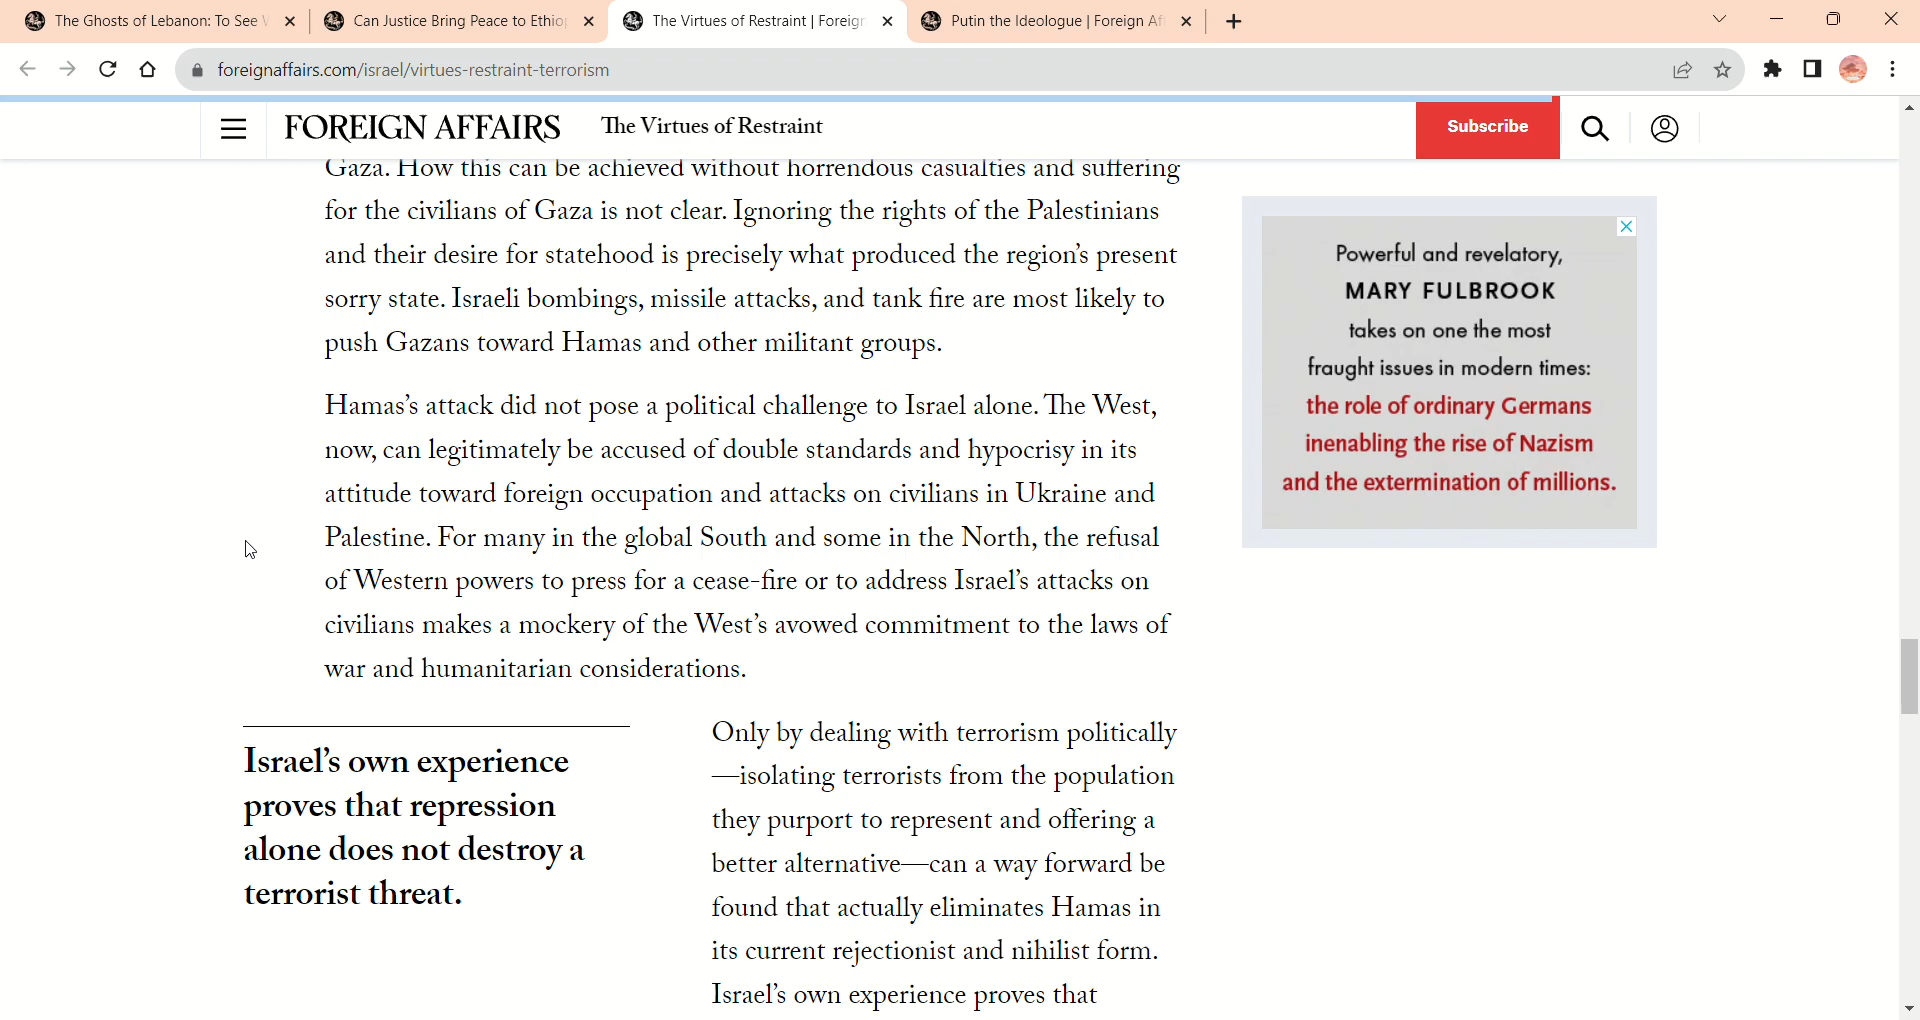 The Ghosts of Lebanon: To See
Can Justice Bring Peace to Ethio
The Virtues of Restraint | Foreign
Putin the Ideologue | Foreign Af
foreignaffairs.com/israel/virtues-restraint-terrorism
FOREIGN AFFAIRS
The Virtues of Restraint
Subscribe
Gaza. How this can be achieved without horrendous casualties and suffering
for the civilians of Gaza is not clear. Ignoring the rights of the Palestinians
and their desire for statehood is precisely what produced the region’s present
sorry state. Israeli bombings, missile attacks, and tank fire are most likely to
push Gazans toward Hamas and other militant groups.
Hamas’s attack did not pose a political challenge to Israel alone. The West,
now, can legitimately be accused of double standards and hypocrisy in its
attitude toward foreign occupation and attacks on civilians in Ukraine and
Palestine. For many in the global South and some in the North, the refusal
of Western powers to press for a cease-fire or to address Israel’s attacks on
civilians makes a mockery of the West’s avowed commitment to the laws of
war and humanitarian considerations.
Israel’s own experience
proves that repression
alone does not destroy a
terrorist threat.
Only by dealing with terrorism politically
—isolating terrorists from the population
they purport to represent and offering a
better alternative—can a way forward be
found that actually eliminates Hamas in
its current rejectionist and nihilist form.
Israel’s own experience proves that
Powerful and revelatory,
MARY FULBROOK
takes on one the most
fraught issues in modern times:
the role of ordinary Germans
inenabling the rise of Nazism
and the extermination of millions.